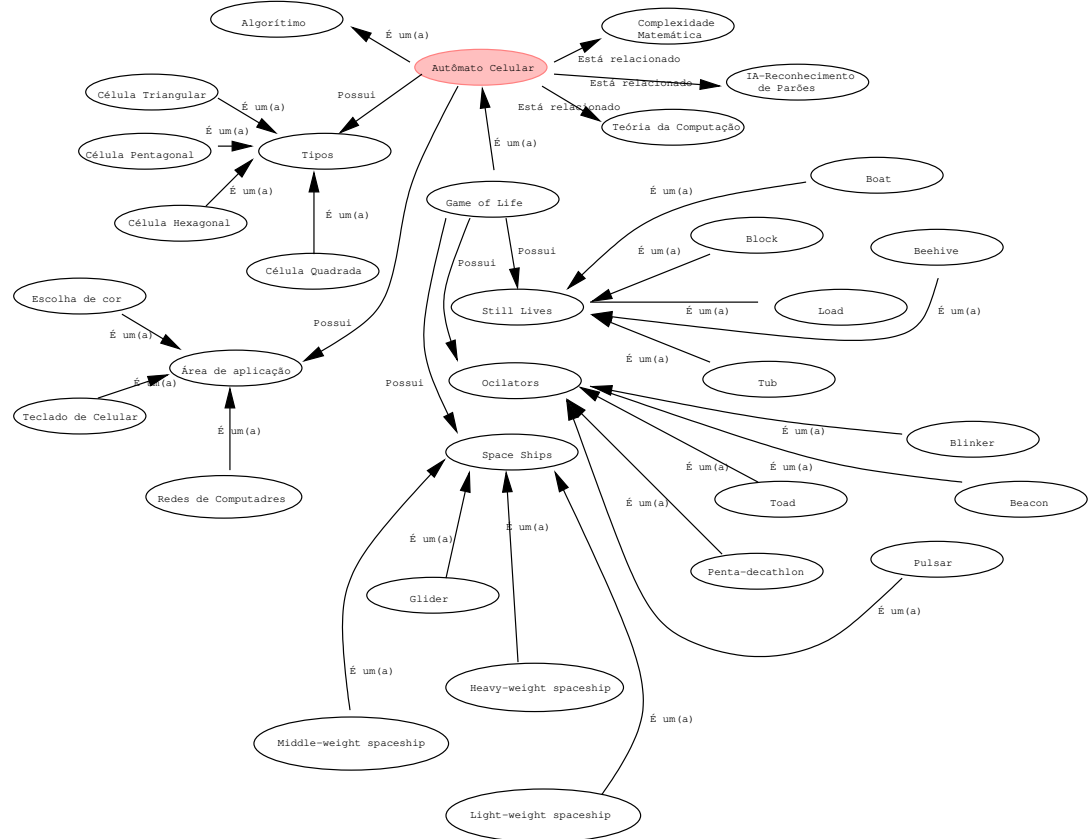 Algorítimo
É um(a)
Complexidade
Matemática
Está relacionado
Autômato Celular
IA-Reconhecimento
de Parões
Está relacionado
Célula Triangular
Possui
É um(a)
Está relacionado
Teória da Computação
É um(a)
Célula Pentagonal
Tipos
É um(a)
Boat
É um(a)
É um(a)
Game of Life
É um(a)
Célula Hexagonal
Block
Beehive
É um(a)
Possui
Possui
Célula Quadrada
Escolha de cor
Still Lives
É um(a)
Load
É um(a)
Possui
É um(a)
É um(a)
Área de aplicação
É um(a)
Possui
Ocilators
Tub
Teclado de Celular
É um(a)
É um(a)
Blinker
Space Ships
É um(a)
É um(a)
Redes de Computadres
Toad
Beacon
É um(a)
É um(a)
É um(a)
Pulsar
Penta-decathlon
Glider
É um(a)
É um(a)
Heavy-weight spaceship
É um(a)
Middle-weight spaceship
Light-weight spaceship